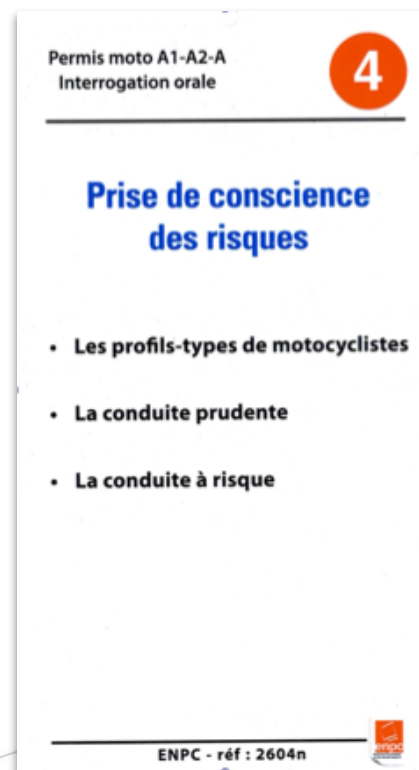 Permis moto A1-A2-A
Interrogation orale
4
Prise de conscience
des risques
• Les profils-types de motocyclistes
• La conduite prudente
• La conduite à risque
enpc
ENPC - réf : 2604n